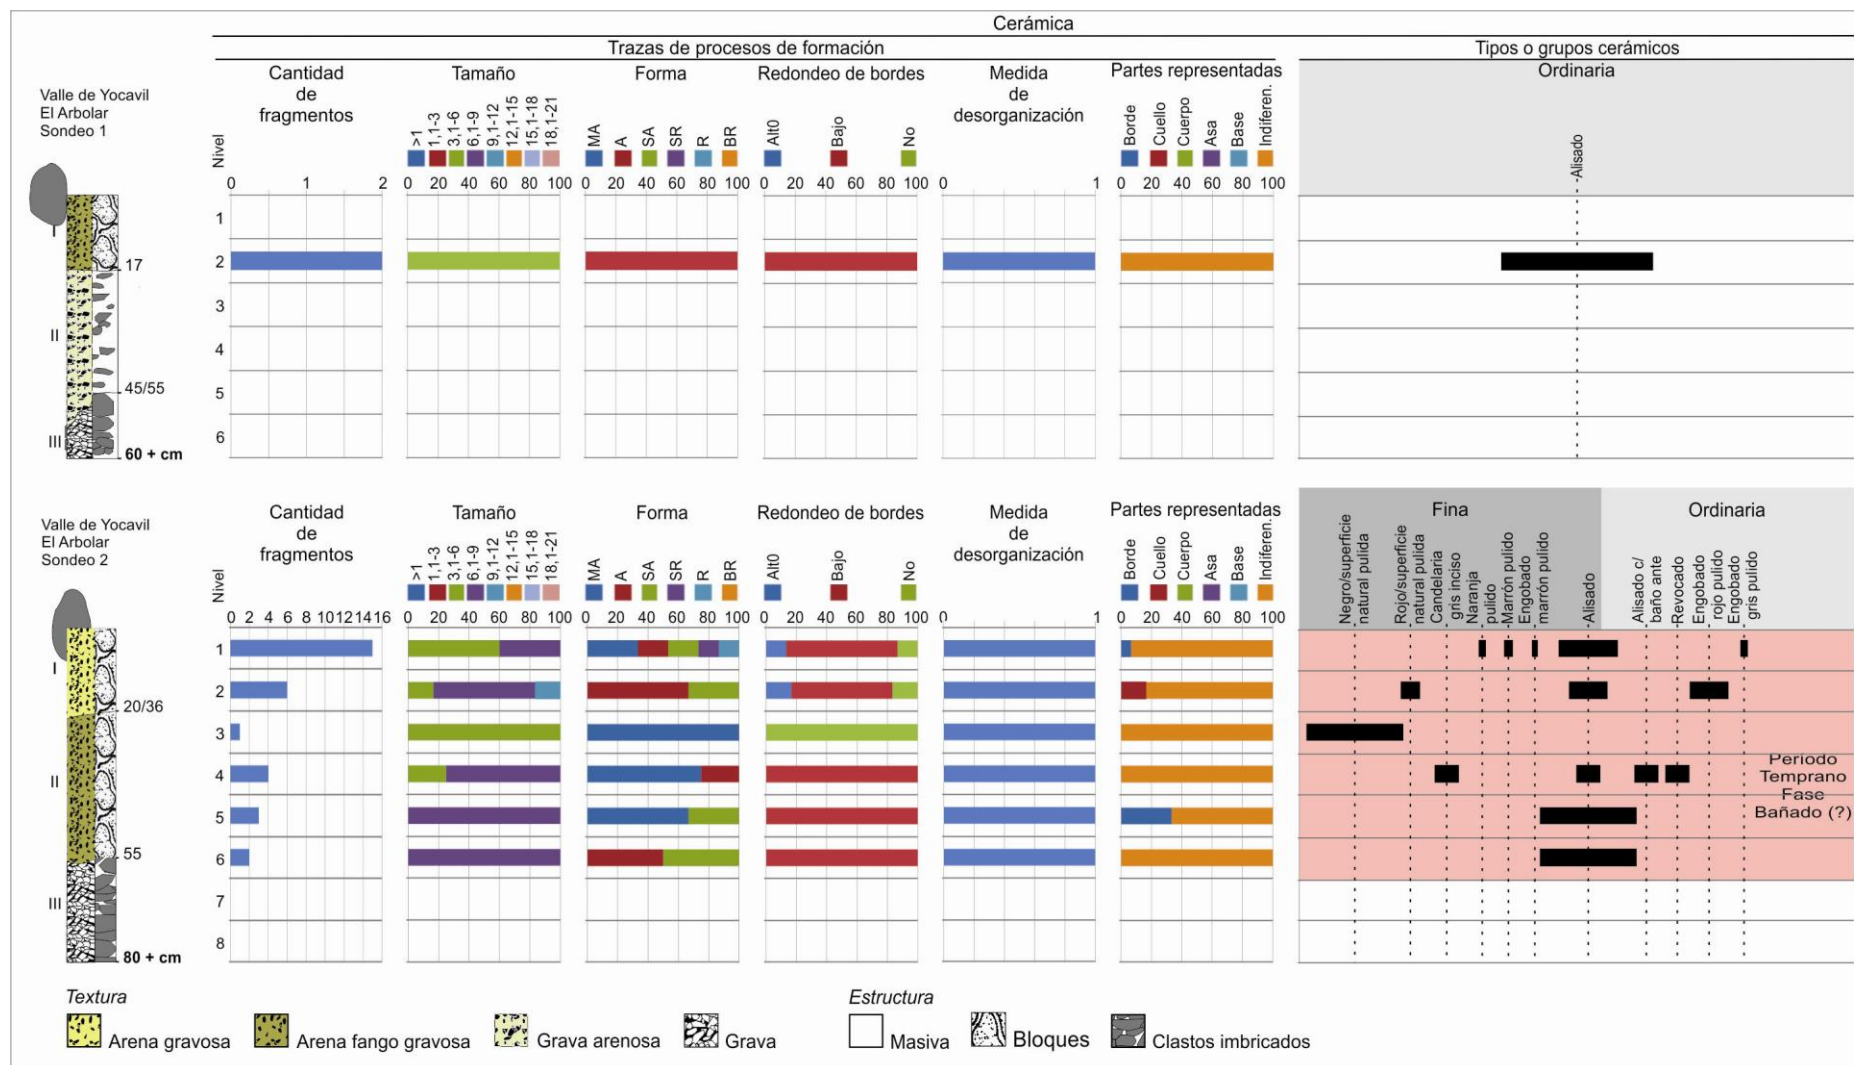 Cerámica
Trazas de procesos de formación
Tipos o grupos cerámicos
Valle de Yocavil
El Arbolar
Sondeo 1
Nivel
Cantidad
de
fragmentos
Tamaño
>1
1,1-3
3,1-6
6,1-9
9,1-12
12,1-15
15,1-18
18,1-21
Forma
MA
A
SA
SR
R
BR
Redondeo de bordes
Alt0
Bajo
No
Medida
de
desorganización
Partes representadas
Borde
Cuello
Cuerpo
Asa
Base
Indiferen.
Ordinaria
Alisado
0 1 2
0 20 40 60 80 100
0 20 40 60 80 100
0 20 40 60 80 100
0 1
0 20 40 60 80 100
1
2
3
4
5
6
I
17
II
45/55
III
60 + cm
Valle de Yocavil
El Arbolar
Sondeo 2
Nivel
Cantidad
de
fragmentos
Tamaño
>1
1,1-3
3,1-6
6,1-9
9,1-12
12,1-15
15,1-18
18,1-21
Forma
MA
A
SA
SR
R
BR
Redondeo de bordes
Alt0
Bajo
No
Medida
de
desorganización
Partes representadas
Borde
Cuello
Cuerpo
Asa
Base
Indiferen.
Fina
Ordinaria
Negro/superficie
natural pulida
Rojo/superficie
natural pulida
Candelaria
gris inciso
Naranja
pulido
Marrón pulido
Engobado
marrón pulido
Alisado
Alisado c/
baño ante
Revocado
Engobado
rojo pulido
Engobado
gris pulido
0 2 4 6 8 10 12 14 16
0 20 40 60 80 100
0 20 40 60 80 100
0 20 40 60 80 100
0 1
0 20 40 60 80 100
1
2
3
4
5
6
7
8
I
20/36
II
55
III
80 + cm
Período
Temprano
Fase
Bañado (?)
Textura
Arena gravosa
Arena fango gravosa
Grava arenosa
Grava
Estructura
Masiva
Bloques
Clastos imbricados